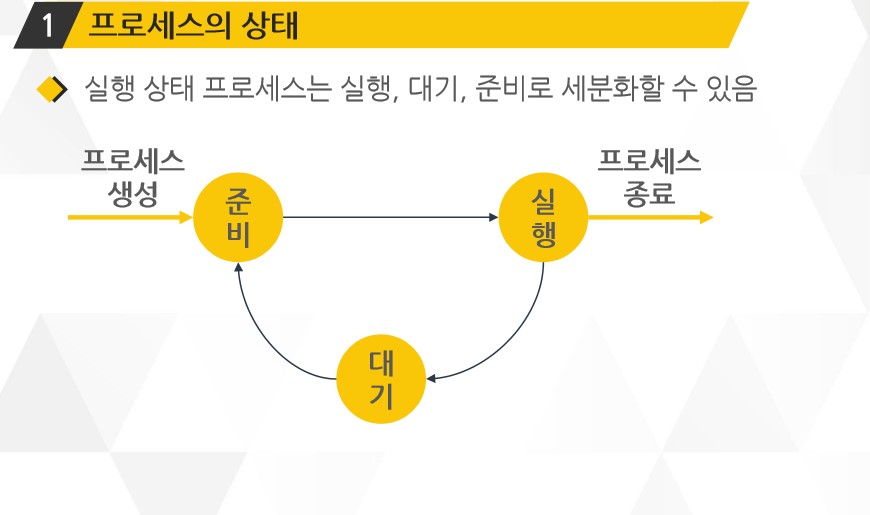 1 프로세스의 상태
실행 상태 프로세스는 실행, 대기, 준비로 세분화할 수 있음
프로세스
생성
준
비
실
행
프로세스
종료
대
기